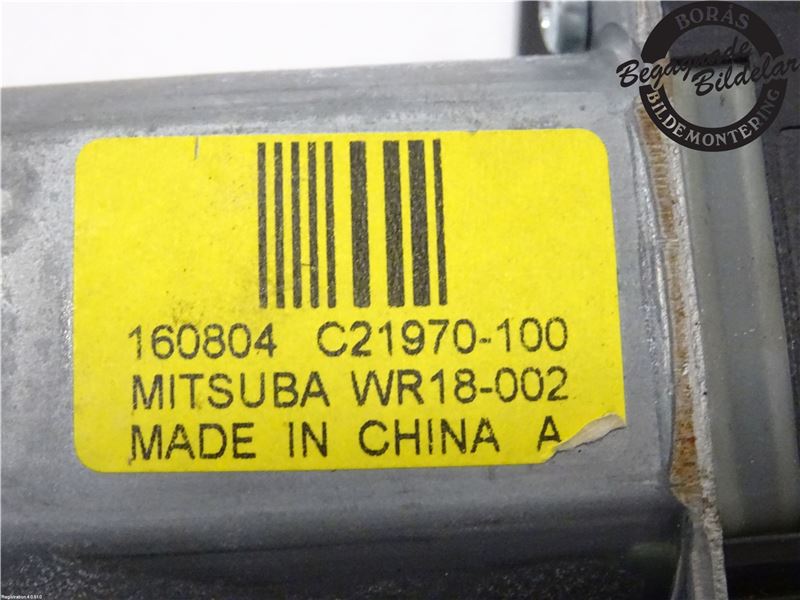 BORÅS
Begagnade
Bildelar
BILDEMONTERING
160804 C21970-100
MITSUBA WR18-002
MADE IN CHINA A